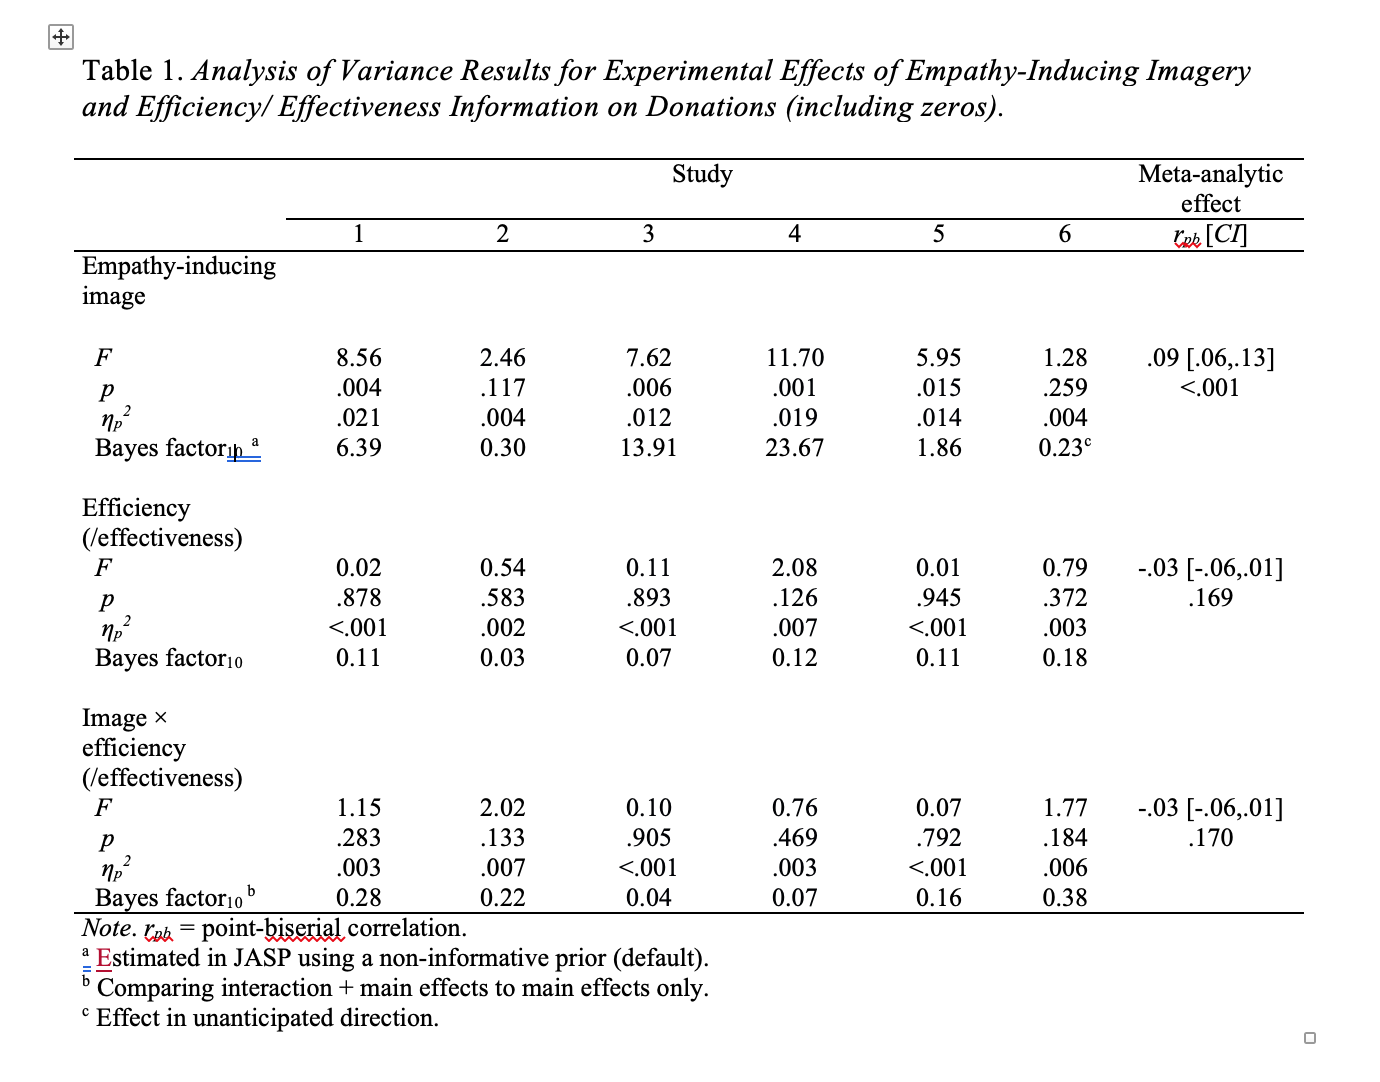 Table 1. Analysis of Variance Results for Experimental Effects of Empathy-Inducing Imagery
and Efficiency/ Effectiveness Information on Donations (including zeros).
Study Meta-analytic
effect
1 2 3 4 5 6 rpb [CI]
Empathy-inducing
image
F 8.56 2.46 7.62 11.70 5.95 1.28 .09 [.06,.13]
p .004 .117 .006 .001 .015 .259 <.001
ηp² .021 .004 .012 .019 .014 .004
Bayes factor₁₀ ᵃ 6.39 0.30 13.91 23.67 1.86 0.23ᶜ
Efficiency
(/effectiveness)
F 0.02 0.54 0.11 2.08 0.01 0.79 -.03 [-.06,.01]
p .878 .583 .893 .126 .945 .372 .169
ηp² <.001 .002 <.001 .007 <.001 .003
Bayes factor₁₀ 0.11 0.03 0.07 0.12 0.11 0.18
Image ×
efficiency
(/effectiveness)
F 1.15 2.02 0.10 0.76 0.07 1.77 -.03 [-.06,.01]
p .283 .133 .905 .469 .792 .184 .170
ηp² .003 .007 <.001 .003 <.001 .006
Bayes factor₁₀ ᵇ 0.28 0.22 0.04 0.07 0.16 0.38
Note. rpb = point-biserial correlation.
ᵃ Estimated in JASP using a non-informative prior (default).
ᵇ Comparing interaction + main effects to main effects only.
ᶜ Effect in unanticipated direction.